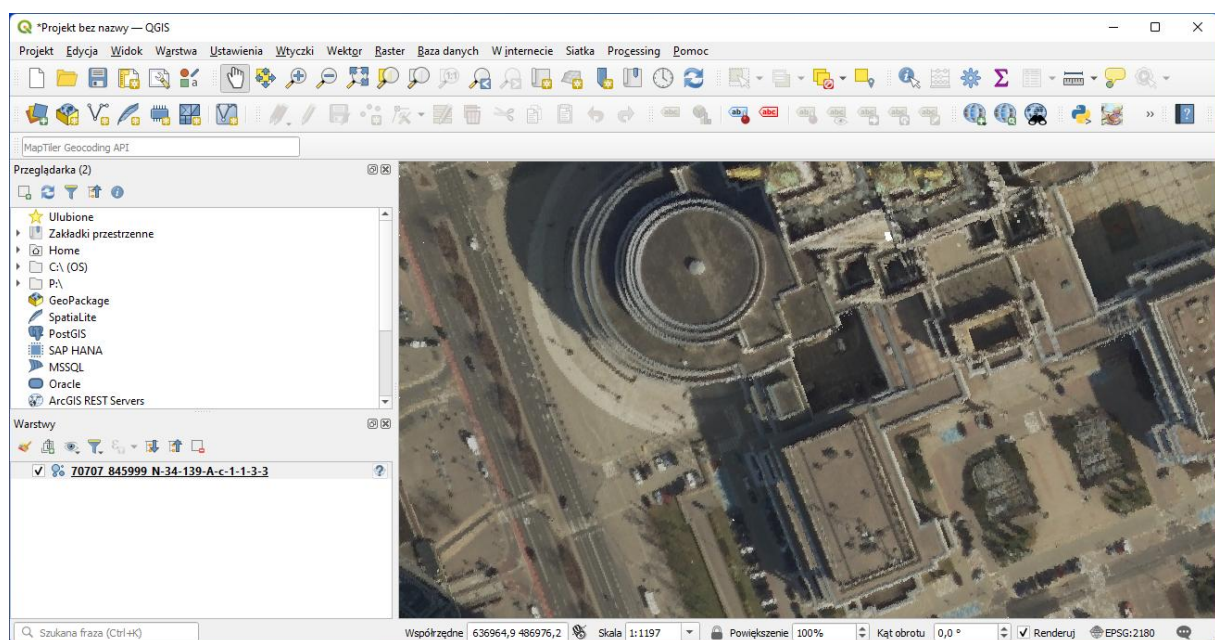 *Projekt bez nazwy — QGIS
Projekt Edycja Widok Warstwa Ustawienia Wtyczki Wektor Raster Baza danych W internecie Siatka Processing Pomoc
MapTiler Geocoding API
Przeglądarka (2)
Ulubione
Zakładki przestrzenne
Home
C:\ (OS)
P:\
GeoPackage
SpatiaLite
PostGIS
SAP HANA
MSSQL
Oracle
ArcGIS REST Servers
Warstwy
70707_845999_N-34-139-A-c-1-1-3-3
Szukana fraza (Ctrl+K) Współrzędne 636964,9 486976,2 Skala 1:1197 Powiększenie 100% Kąt obrotu 0,0 ° Renderuj EPSG:2180